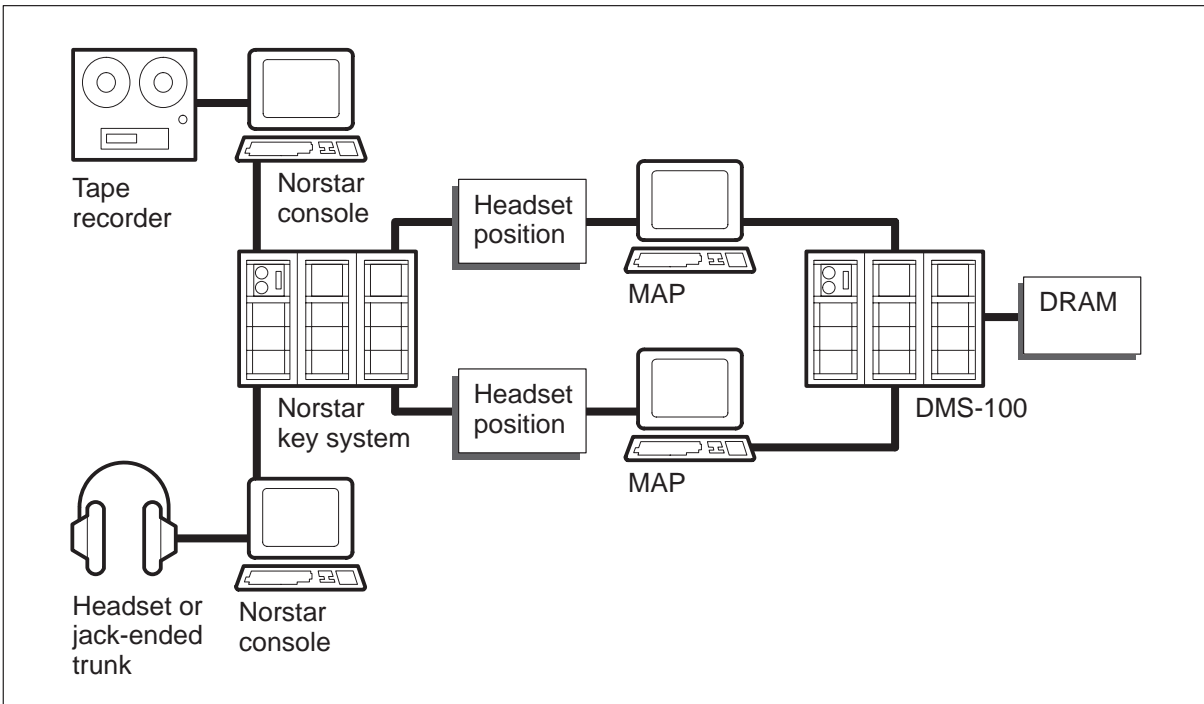 Tape
recorder
Norstar
console
Headset
position
MAP
DRAM
Norstar
key system
Headset
position
MAP
DMS-100
Headset or
jack-ended
trunk
Norstar
console